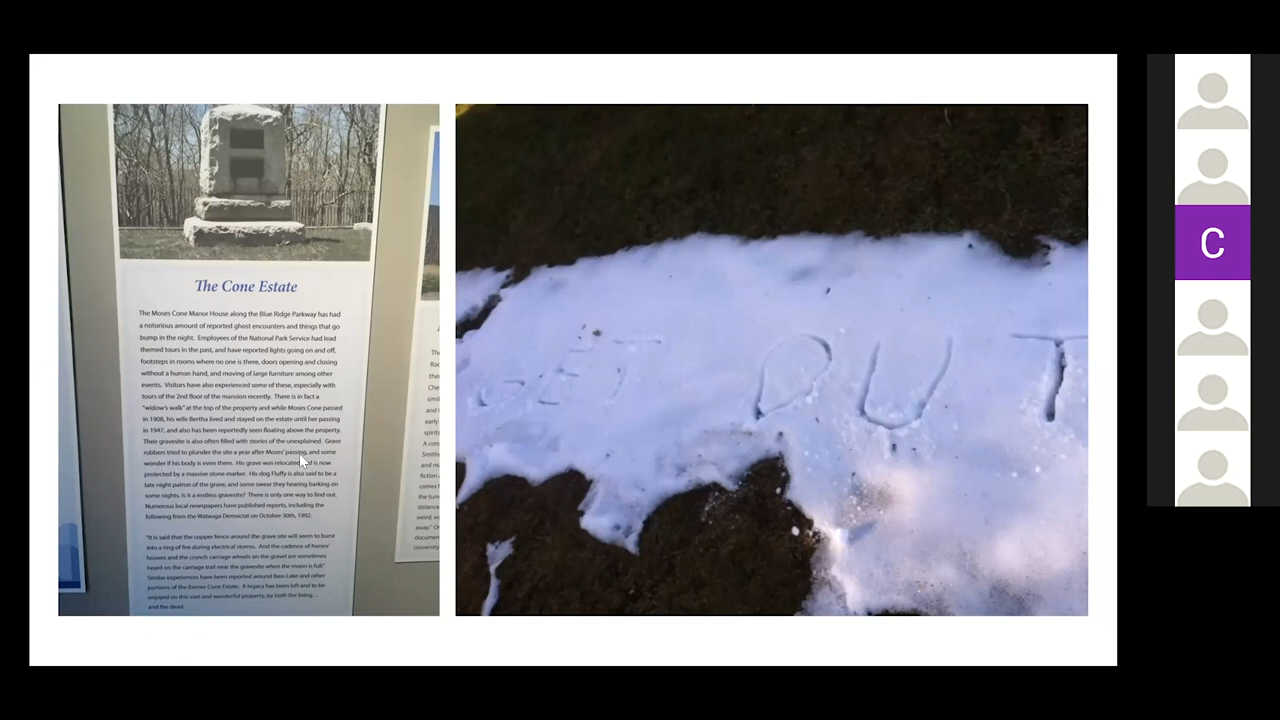 The Cone Estate
The Moses Cone Manor House along the Blue Ridge Parkway has had
a notorious amount of reported ghost encounters and things that go
bump in the night. Employees of the National Park Service had lead
themed tours in the past, and have reported lights going on and off,
footsteps in rooms where no one is there, doors opening and closing
without a human hand, and moving of large furniture among other
events. Visitors have also experienced some of these, especially with
tours of the 2nd floor of the mansion recently. There is in fact a
"widow's walk" at the top of the property and while Moses Cone passed
in 1908, his wife Bertha lived and stayed on the estate until her passing
in 1947, and also has been reportedly seen floating above the property.
Their gravesite is also often filled with stories of the unexplained. Grave
robbers tried to plunder the site a year after Moses' passing, and some
wonder if his body is even there. His grave was relocated and is now
protected by a massive stone marker. His dog Fluffy is also said to be a
late night patron of the grave, and some swear they hearing barking on
some nights. Is it a restless gravesite? There is only one way to find out.
Numerous local newspapers have published reports, including the
following from the Watauga Democrat on October 30th, 1992.
"It is said that the copper fence around the grave site will seem to burst
into a ring of fire during electrical storms. And the cadence of horses'
hooves and the crunch carriage wheels on the gravel are sometimes
heard on the carriage trail near the gravesite when the moon is full."
Similar experiences have been reported around Bass Lake and other
portions of the former Cone Estate. A legacy has been left and to be
enjoyed on this vast and wonderful property, by both the living . . .
and the dead.
GET OUT
C